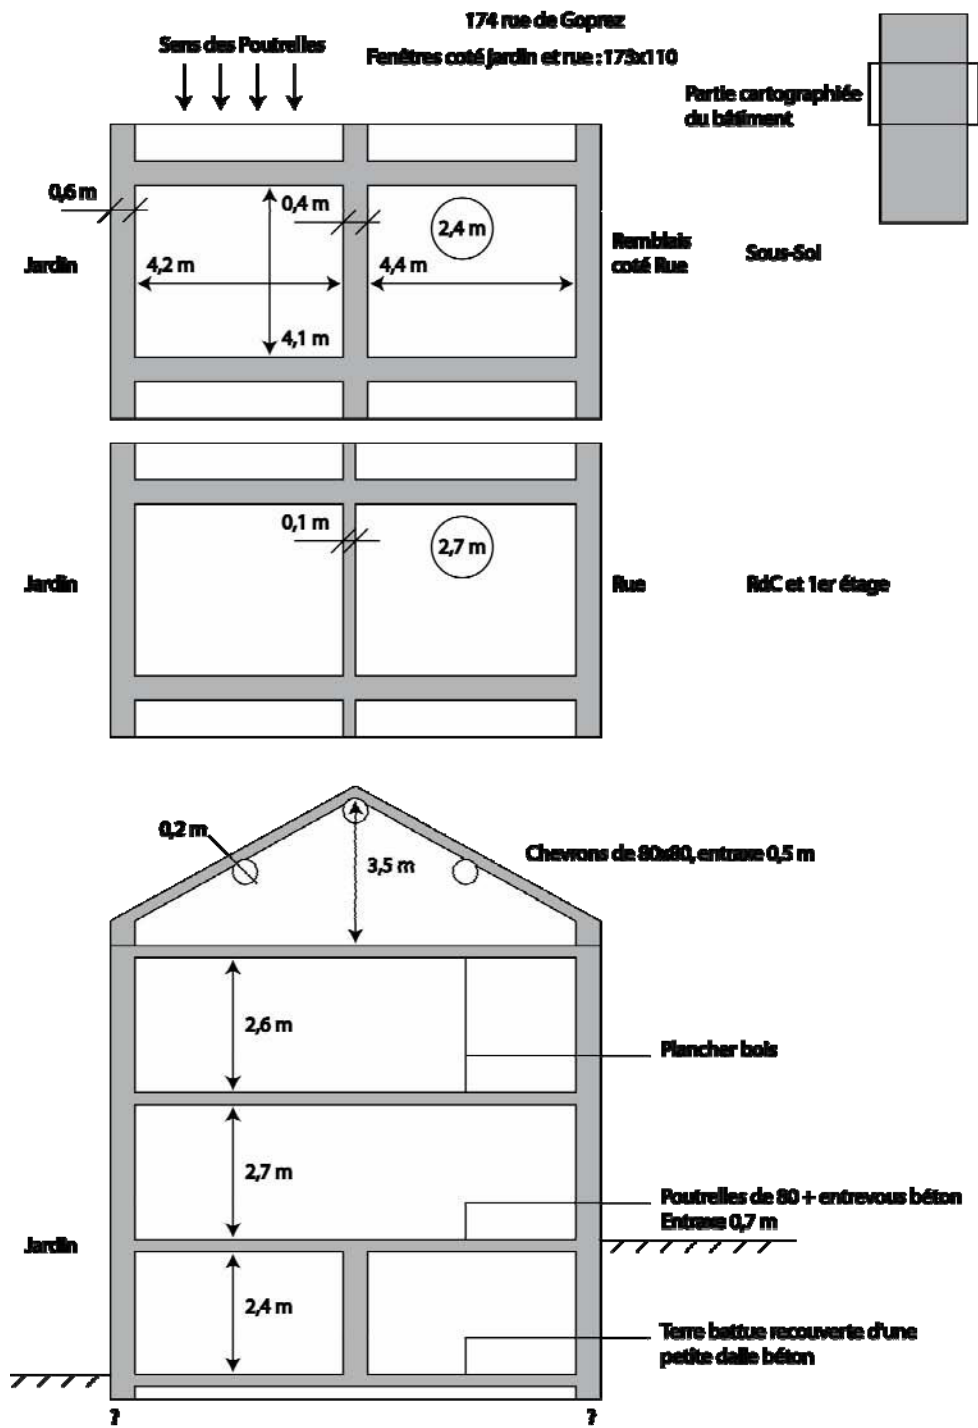 174 rue de Goprez
Sens des Poutrelles
Fenêtres coté jardin et rue : 173x110
Partie cartographiée
du bâtiment
0,6 m
0,4 m
2,4 m
Jardin
4,2 m
4,4 m
Remblais
coté Rue
Sous-Sol
4,1 m
0,1 m
2,7 m
Jardin
Rue
RdC et 1er étage
0,2 m
3,5 m
Chevrons de 80x80, entraxe 0,5 m
2,6 m
Plancher bois
2,7 m
Poutrelles de 80 + entrevous béton
Entraxe 0,7 m
Jardin
2,4 m
Terre battue recouverte d'une
petite dalle béton
?
?